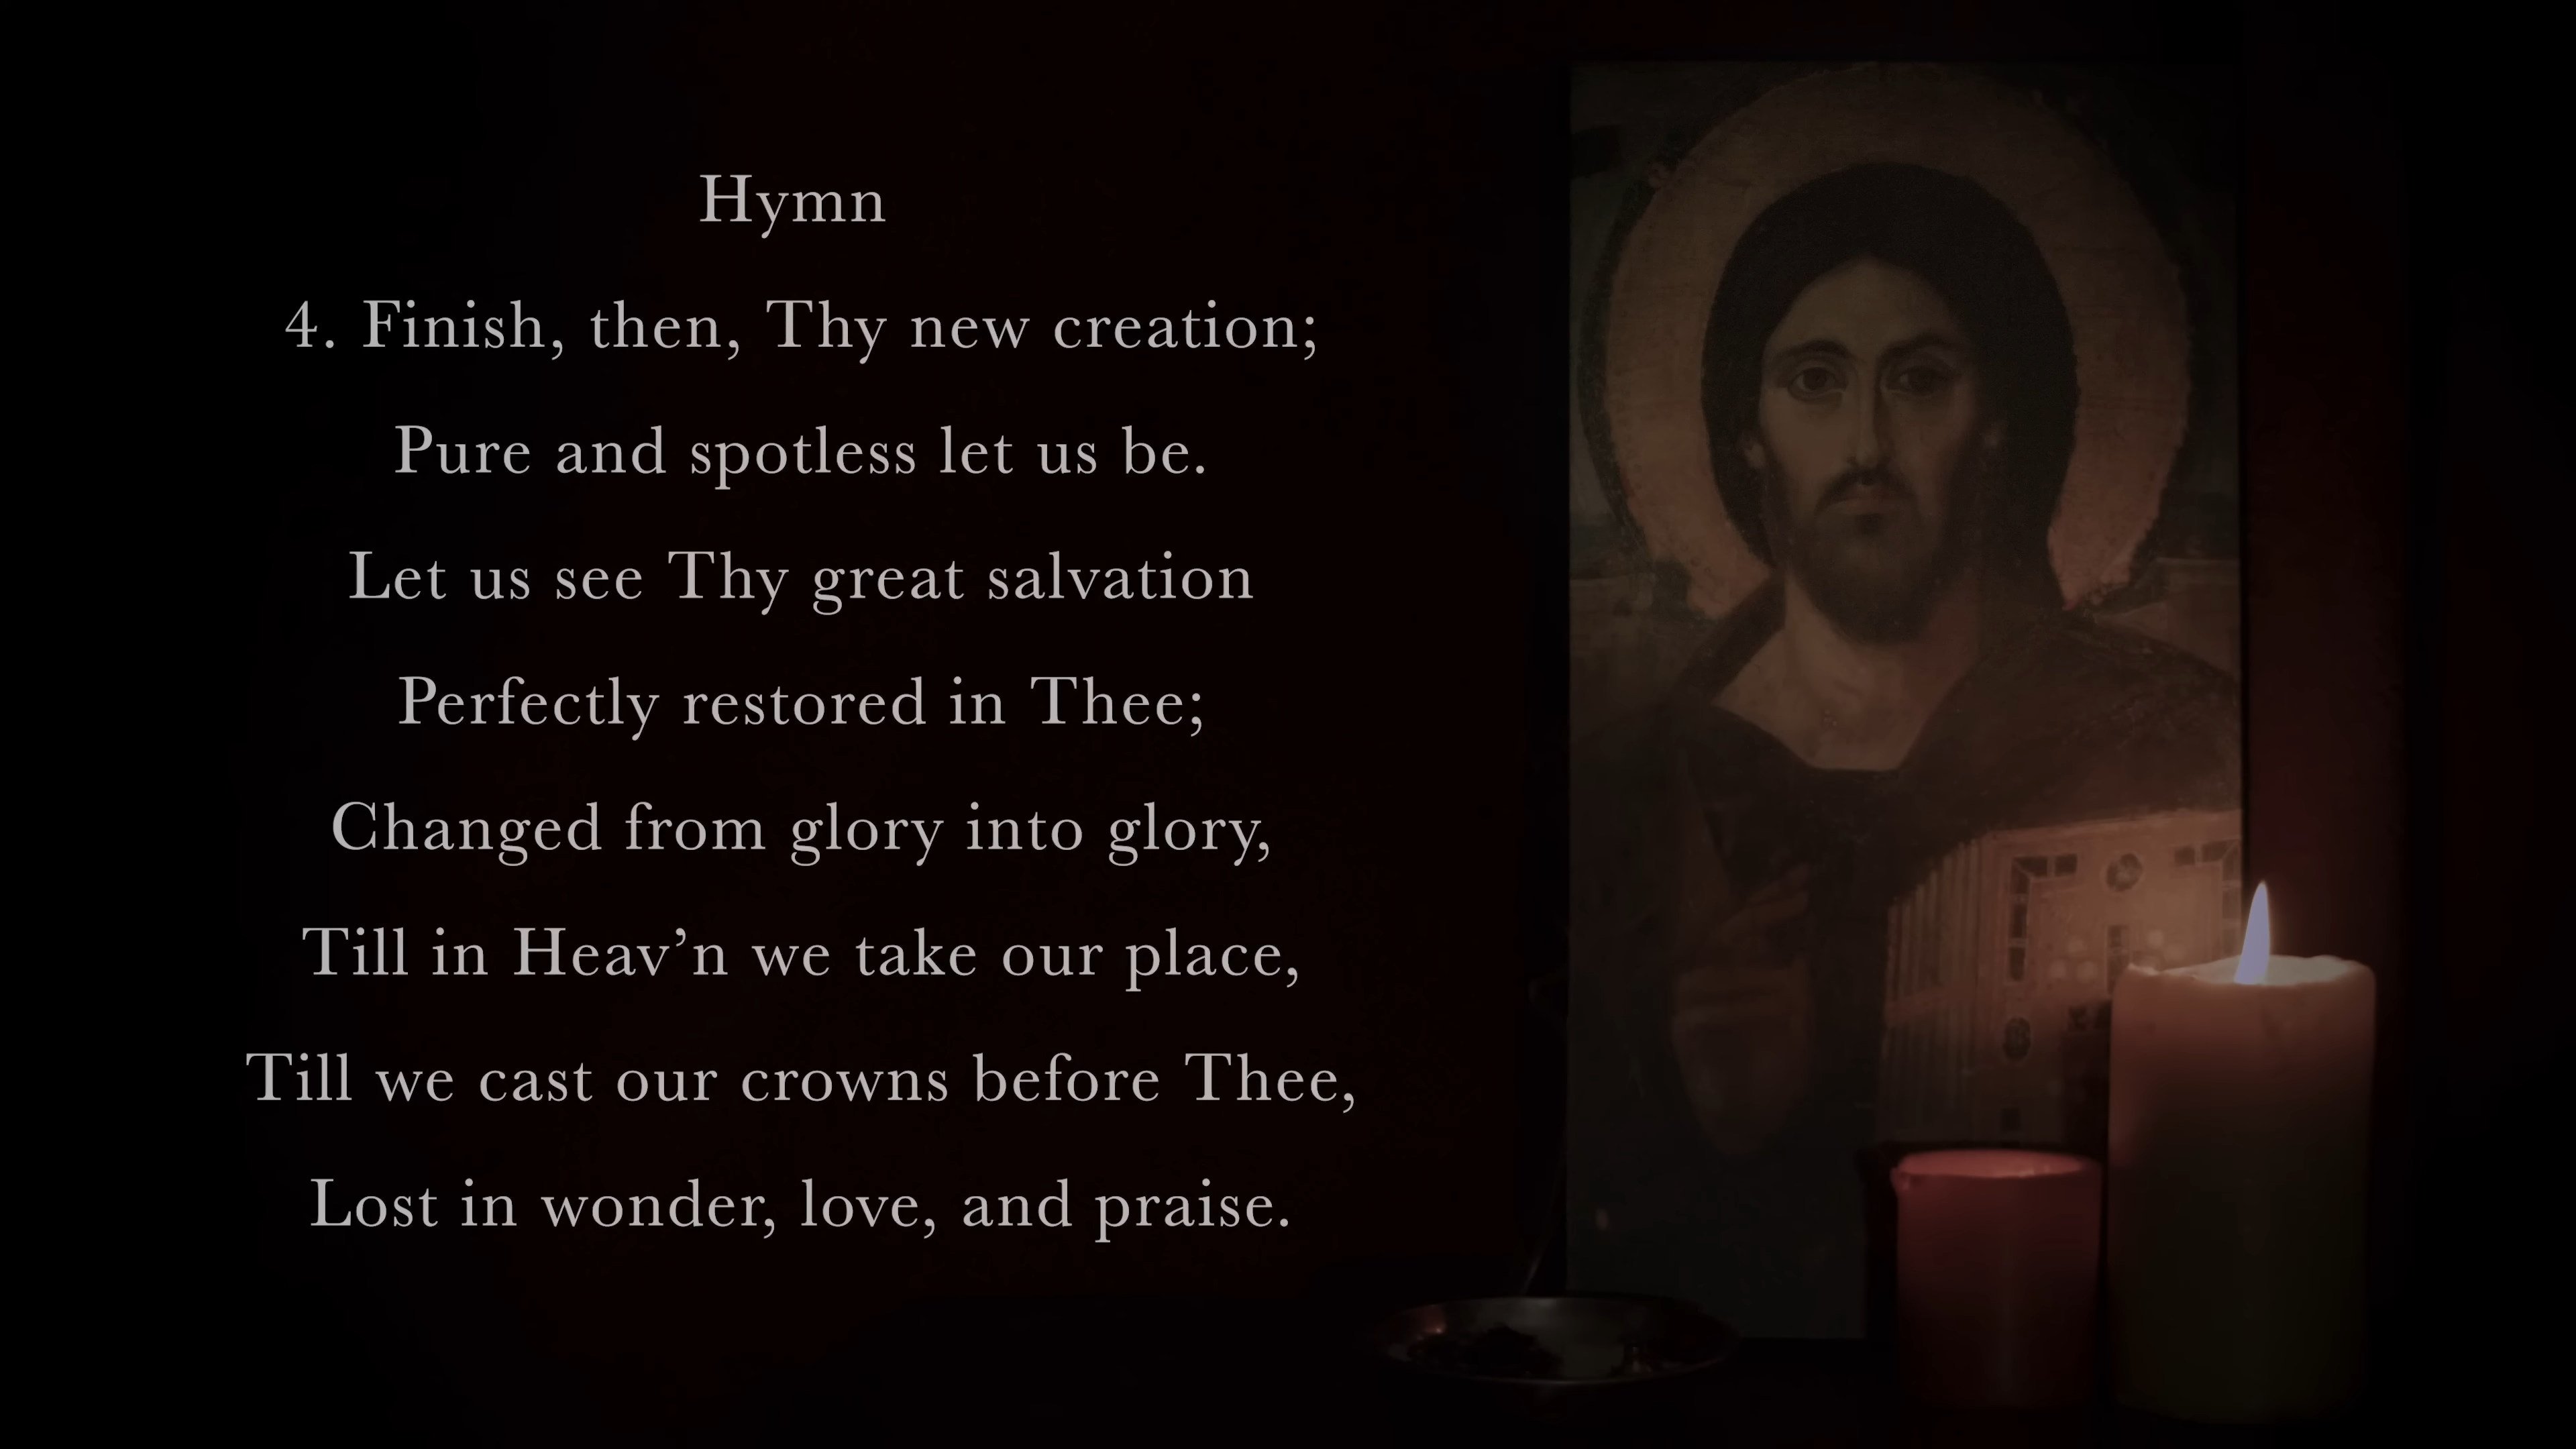 Hymn
4. Finish, then, Thy new creation;
Pure and spotless let us be.
Let us see Thy great salvation
Perfectly restored in Thee;
Changed from glory into glory,
Till in Heav’n we take our place,
Till we cast our crowns before Thee,
Lost in wonder, love, and praise.